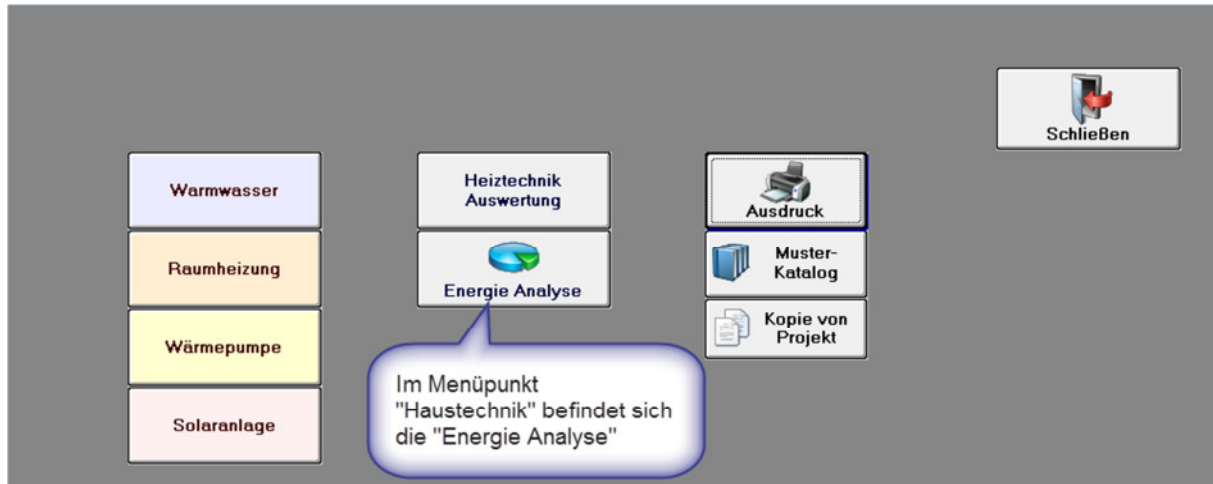 Schließen
Warmwasser
Raumheizung
Wärmepumpe
Solaranlage
Heiztechnik
Auswertung
Energie Analyse
Im Menüpunkt
"Haustechnik" befindet sich
die "Energie Analyse"
Ausdruck
Muster-
Katalog
Kopie von
Projekt